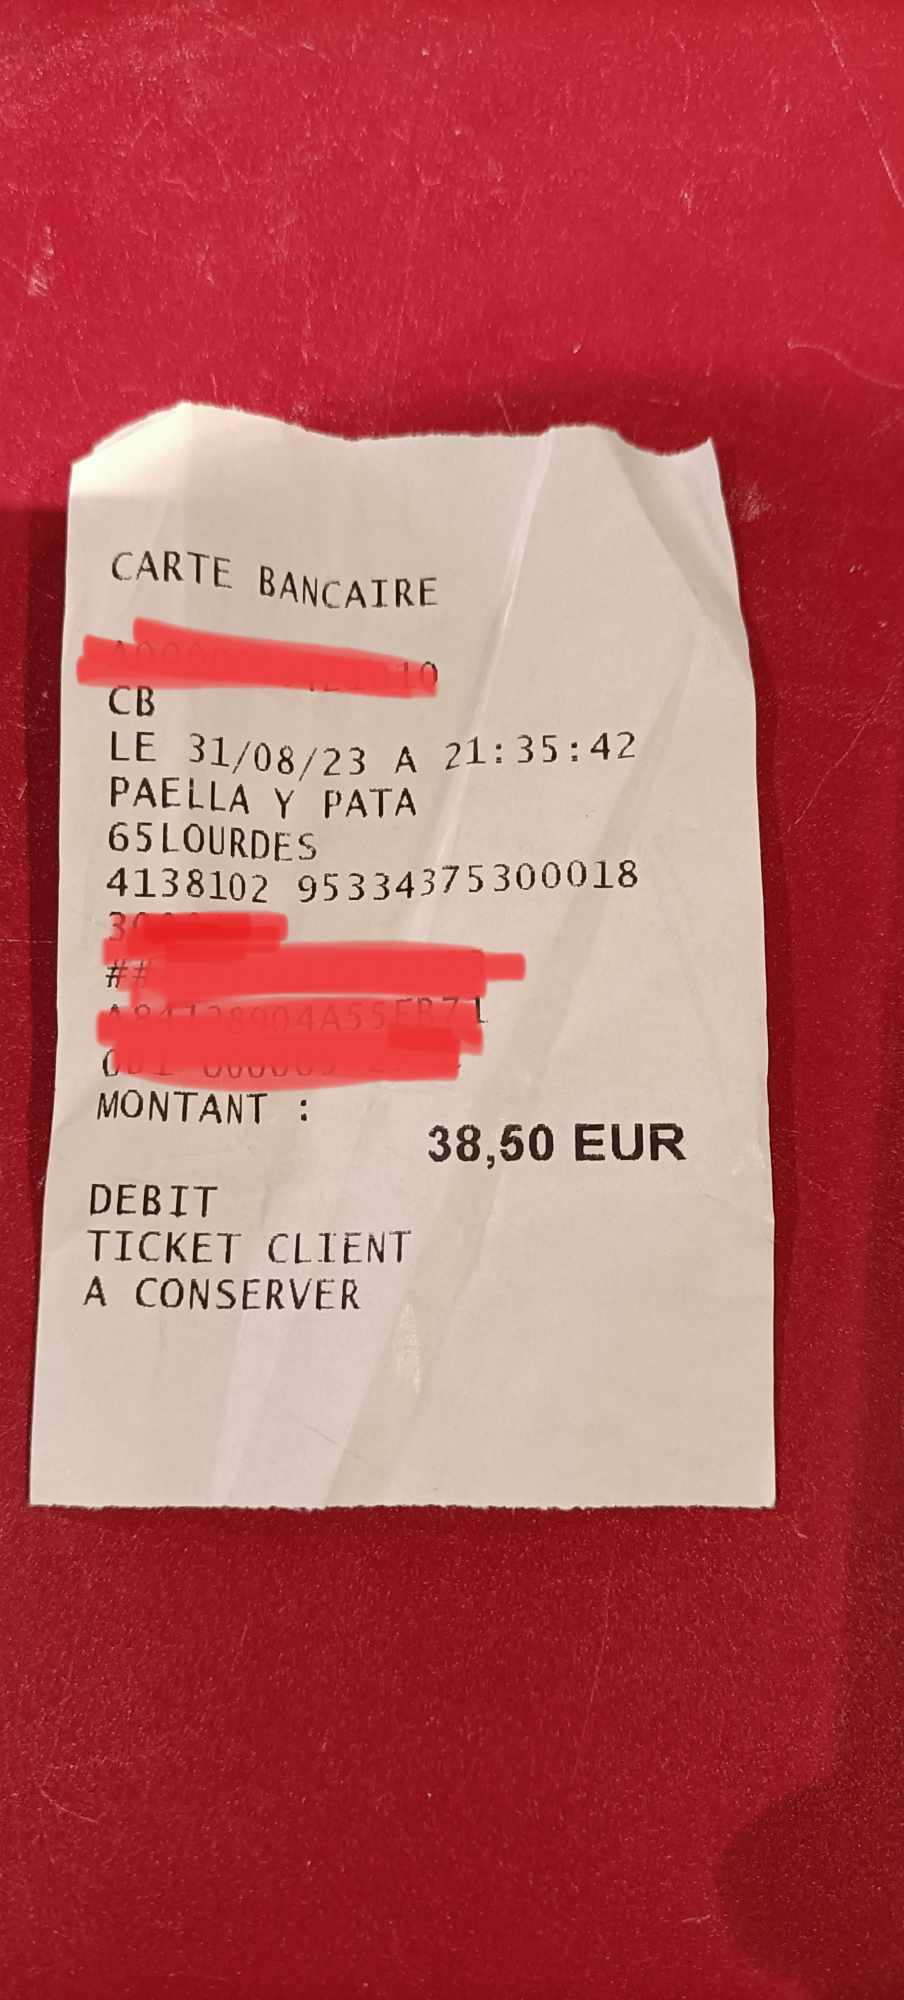 CARTE BANCAIRE
CB
LE 31/08/23 A 21:35:42
PAELLA Y PATA
65LOURDES
4138102 95334375300018
MONTANT :
38,50 EUR
DEBIT
TICKET CLIENT
A CONSERVER